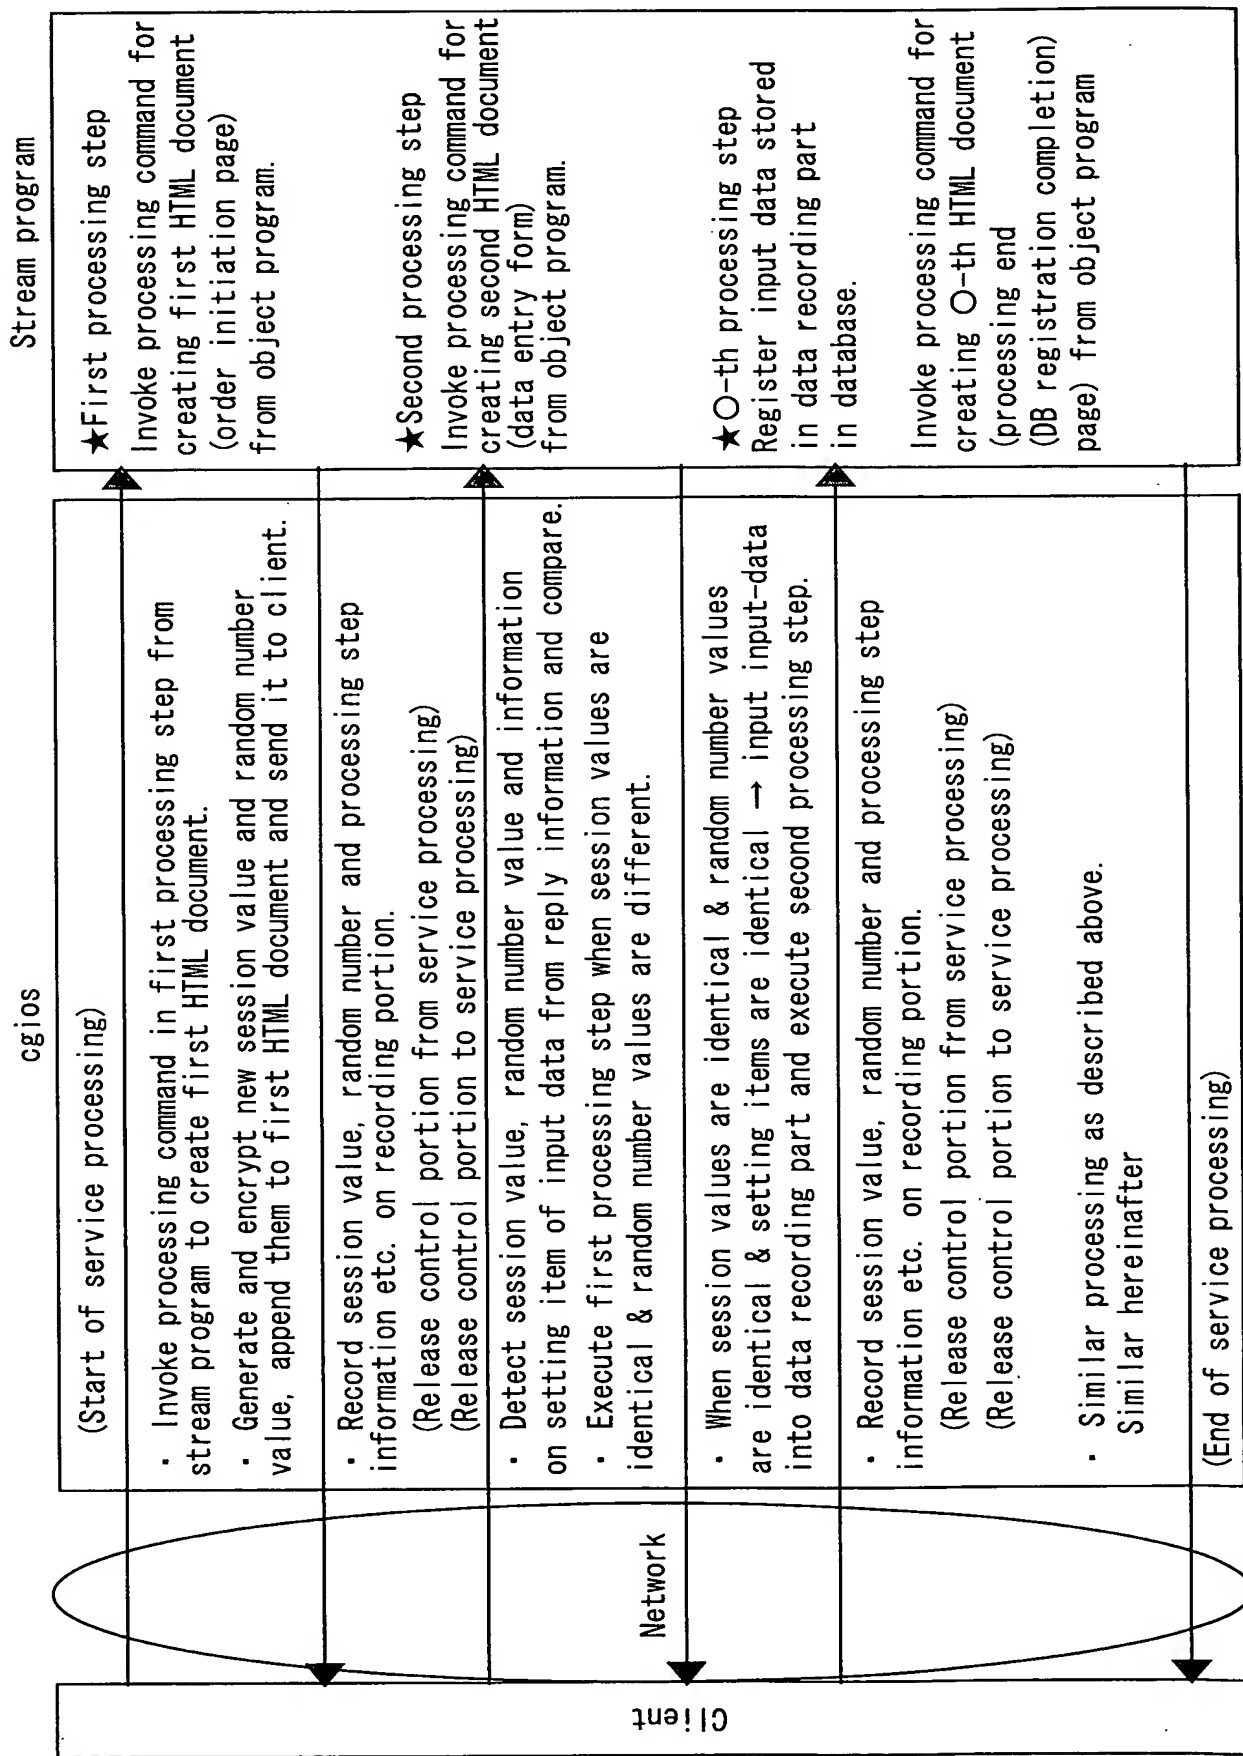 Client
Network
cgios
(Start of service processing)
・ Invoke processing command in first processing step from
stream program to create first HTML document.
・ Generate and encrypt new session value and random number
value, append them to first HTML document and send it to client.
・ Record session value, random number and processing step
information etc. on recording portion.
(Release control portion from service processing)
(Release control portion to service processing)
・ Detect session value, random number value and information
on setting item of input data from reply information and compare.
・ Execute first processing step when session values are
identical & random number values are different.
・ When session values are identical & random number values
are identical & setting items are identical → input input-data
into data recording part and execute second processing step.
・ Record session value, random number and processing step
information etc. on recording portion.
(Release control portion from service processing)
(Release control portion to service processing)
・ Similar processing as described above.
Similar hereinafter
(End of service processing)
Stream program
★First processing step
Invoke processing command for
creating first HTML document
(order initiation page)
from object program.
★Second processing step
Invoke processing command for
creating second HTML document
(data entry form)
from object program.
★○-th processing step
Register input data stored
in data recording part
in database.
Invoke processing command for
creating ○-th HTML document
(processing end
(DB registration completion)
page) from object program